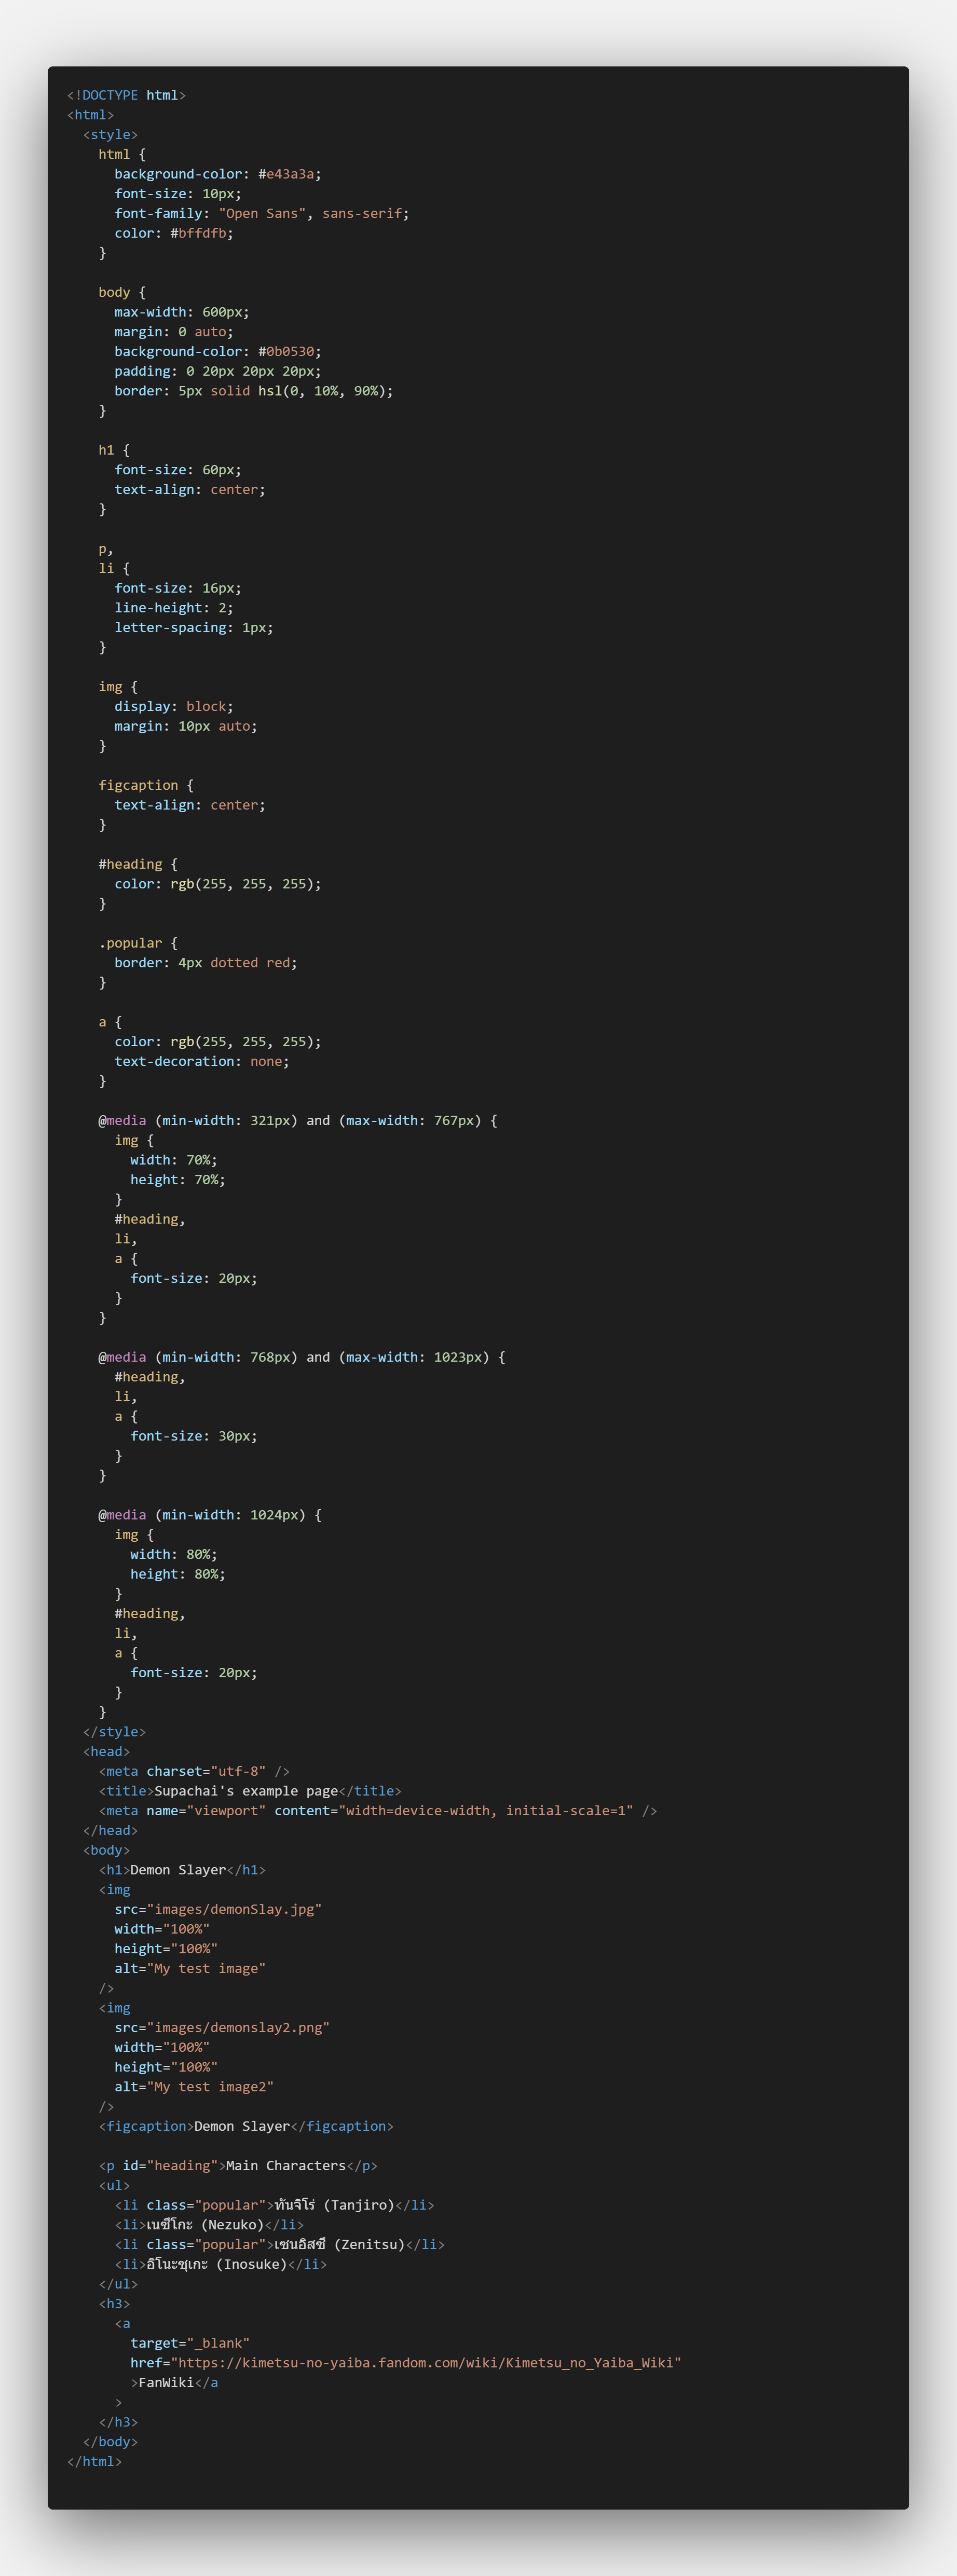 <!DOCTYPE html>
<html>
  <style>
    html {
      background-color: #e43a3a;
      font-size: 10px;
      font-family: "Open Sans", sans-serif;
      color: #bffdfb;
    }

    body {
      max-width: 600px;
      margin: 0 auto;
      background-color: #0b0530;
      padding: 0 20px 20px 20px;
      border: 5px solid hsl(0, 10%, 90%);
    }

    h1 {
      font-size: 60px;
      text-align: center;
    }

    p,
    li {
      font-size: 16px;
      line-height: 2;
      letter-spacing: 1px;
    }

    img {
      display: block;
      margin: 10px auto;
    }

    figcaption {
      text-align: center;
    }

    #heading {
      color: rgb(255, 255, 255);
    }

    .popular {
      border: 4px dotted red;
    }

    a {
      color: rgb(255, 255, 255);
      text-decoration: none;
    }

    @media (min-width: 321px) and (max-width: 767px) {
      img {
        width: 70%;
        height: 70%;
      }
      #heading,
      li,
      a {
        font-size: 20px;
      }
    }

    @media (min-width: 768px) and (max-width: 1023px) {
      #heading,
      li,
      a {
        font-size: 30px;
      }
    }

    @media (min-width: 1024px) {
      img {
        width: 80%;
        height: 80%;
      }
      #heading,
      li,
      a {
        font-size: 20px;
      }
    }
  </style>
  <head>
    <meta charset="utf-8" />
    <title>Supachai's example page</title>
    <meta name="viewport" content="width=device-width, initial-scale=1" />
  </head>
  <body>
    <h1>Demon Slayer</h1>
    <img
      src="images/demonSlay.jpg"
      width="100%"
      height="100%"
      alt="My test image"
    />
    <img
      src="images/demonslay2.png"
      width="100%"
      height="100%"
      alt="My test image2"
    />
    <figcaption>Demon Slayer</figcaption>

    <p id="heading">Main Characters</p>
    <ul>
      <li class="popular">ทันจิโร่ (Tanjiro)</li>
      <li>เนซึโกะ (Nezuko)</li>
      <li class="popular">เซนอิสซึ (Zenitsu)</li>
      <li>อิโนะซุเกะ (Inosuke)</li>
    </ul>
    <h3>
      <a
        target="_blank"
        href="https://kimetsu-no-yaiba.fandom.com/wiki/Kimetsu_no_Yaiba_Wiki"
        >FanWiki</a
      >
    </h3>
  </body>
</html>